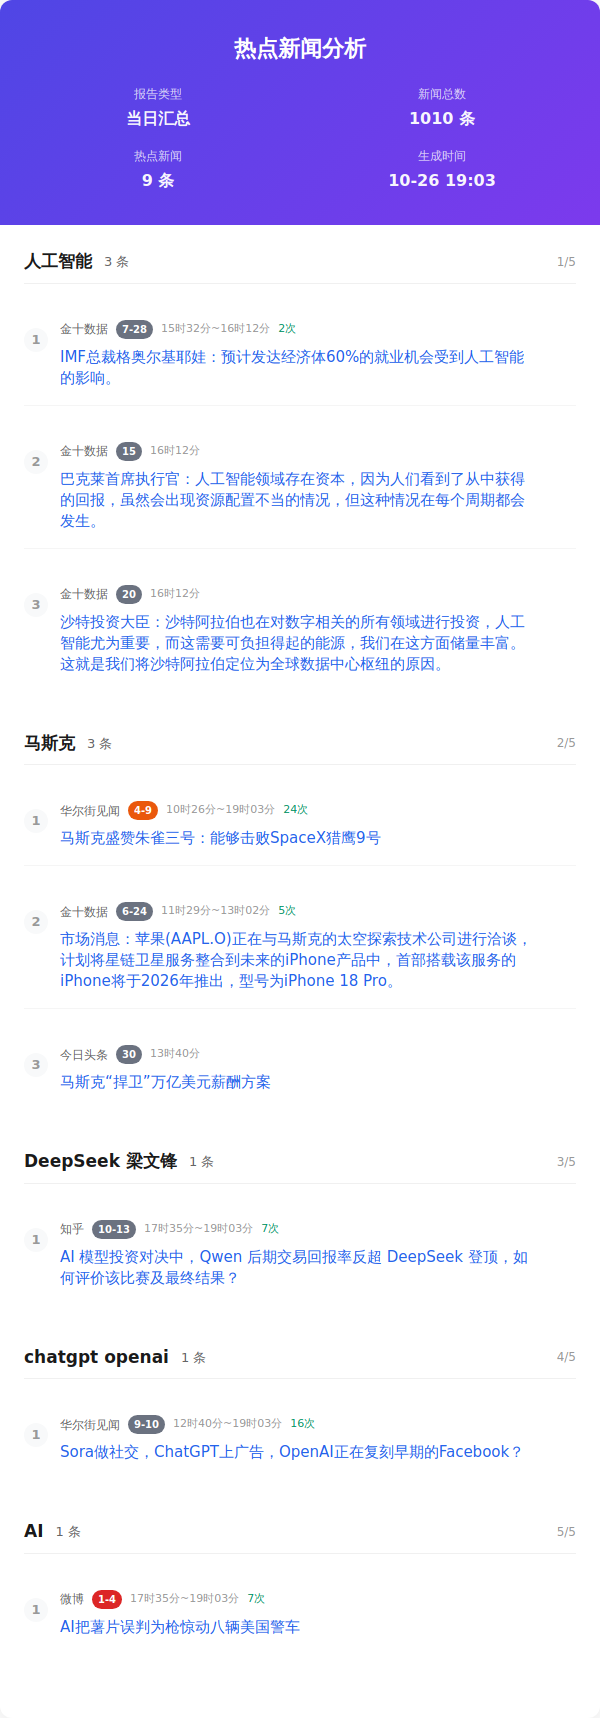 热点新闻分析
报告类型
当日汇总
新闻总数
1010 条
热点新闻
9 条
生成时间
10-26 19:03
人工智能 3 条 1/5
1
金十数据 7-28 15时32分~16时12分 2次
IMF总裁格奥尔基耶娃：预计发达经济体60%的就业机会受到人工智能
的影响。
2
金十数据 15 16时12分
巴克莱首席执行官：人工智能领域存在资本，因为人们看到了从中获得
的回报，虽然会出现资源配置不当的情况，但这种情况在每个周期都会
发生。
3
金十数据 20 16时12分
沙特投资大臣：沙特阿拉伯也在对数字相关的所有领域进行投资，人工
智能尤为重要，而这需要可负担得起的能源，我们在这方面储量丰富。
这就是我们将沙特阿拉伯定位为全球数据中心枢纽的原因。
马斯克 3 条 2/5
1
华尔街见闻 4-9 10时26分~19时03分 24次
马斯克盛赞朱雀三号：能够击败SpaceX猎鹰9号
2
金十数据 6-24 11时29分~13时02分 5次
市场消息：苹果(AAPL.O)正在与马斯克的太空探索技术公司进行洽谈，
计划将星链卫星服务整合到未来的iPhone产品中，首部搭载该服务的
iPhone将于2026年推出，型号为iPhone 18 Pro。
3
今日头条 30 13时40分
马斯克“捍卫”万亿美元薪酬方案
DeepSeek 梁文锋 1 条 3/5
1
知乎 10-13 17时35分~19时03分 7次
AI 模型投资对决中，Qwen 后期交易回报率反超 DeepSeek 登顶，如
何评价该比赛及最终结果？
chatgpt openai 1 条 4/5
1
华尔街见闻 9-10 12时40分~19时03分 16次
Sora做社交，ChatGPT上广告，OpenAI正在复刻早期的Facebook？
AI 1 条 5/5
1
微博 1-4 17时35分~19时03分 7次
AI把薯片误判为枪惊动八辆美国警车